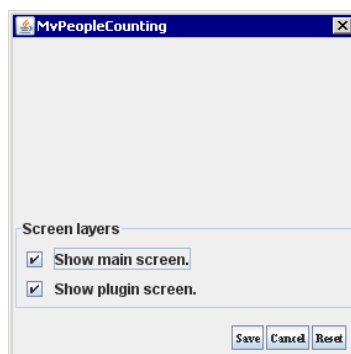 MvPeopleCounting
Screen layers
Show main screen.
Show plugin screen.
Save Cancel Reset